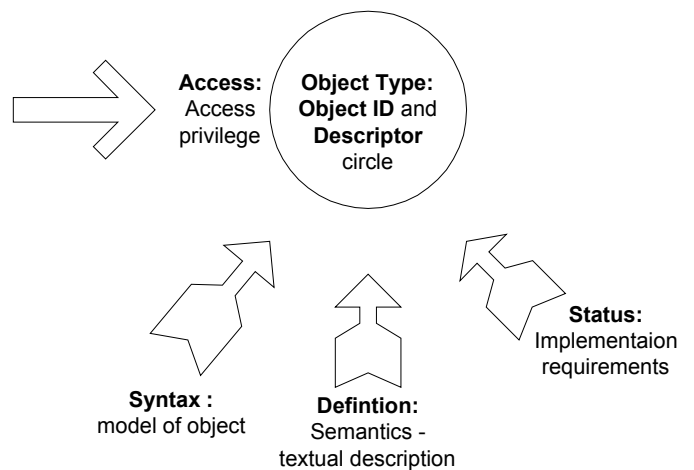 Access:
Access
privilege
Object Type:
Object ID and
Descriptor
circle
Status:
Implementaion
requirements
Syntax :
model of object
Defintion:
Semantics -
textual description